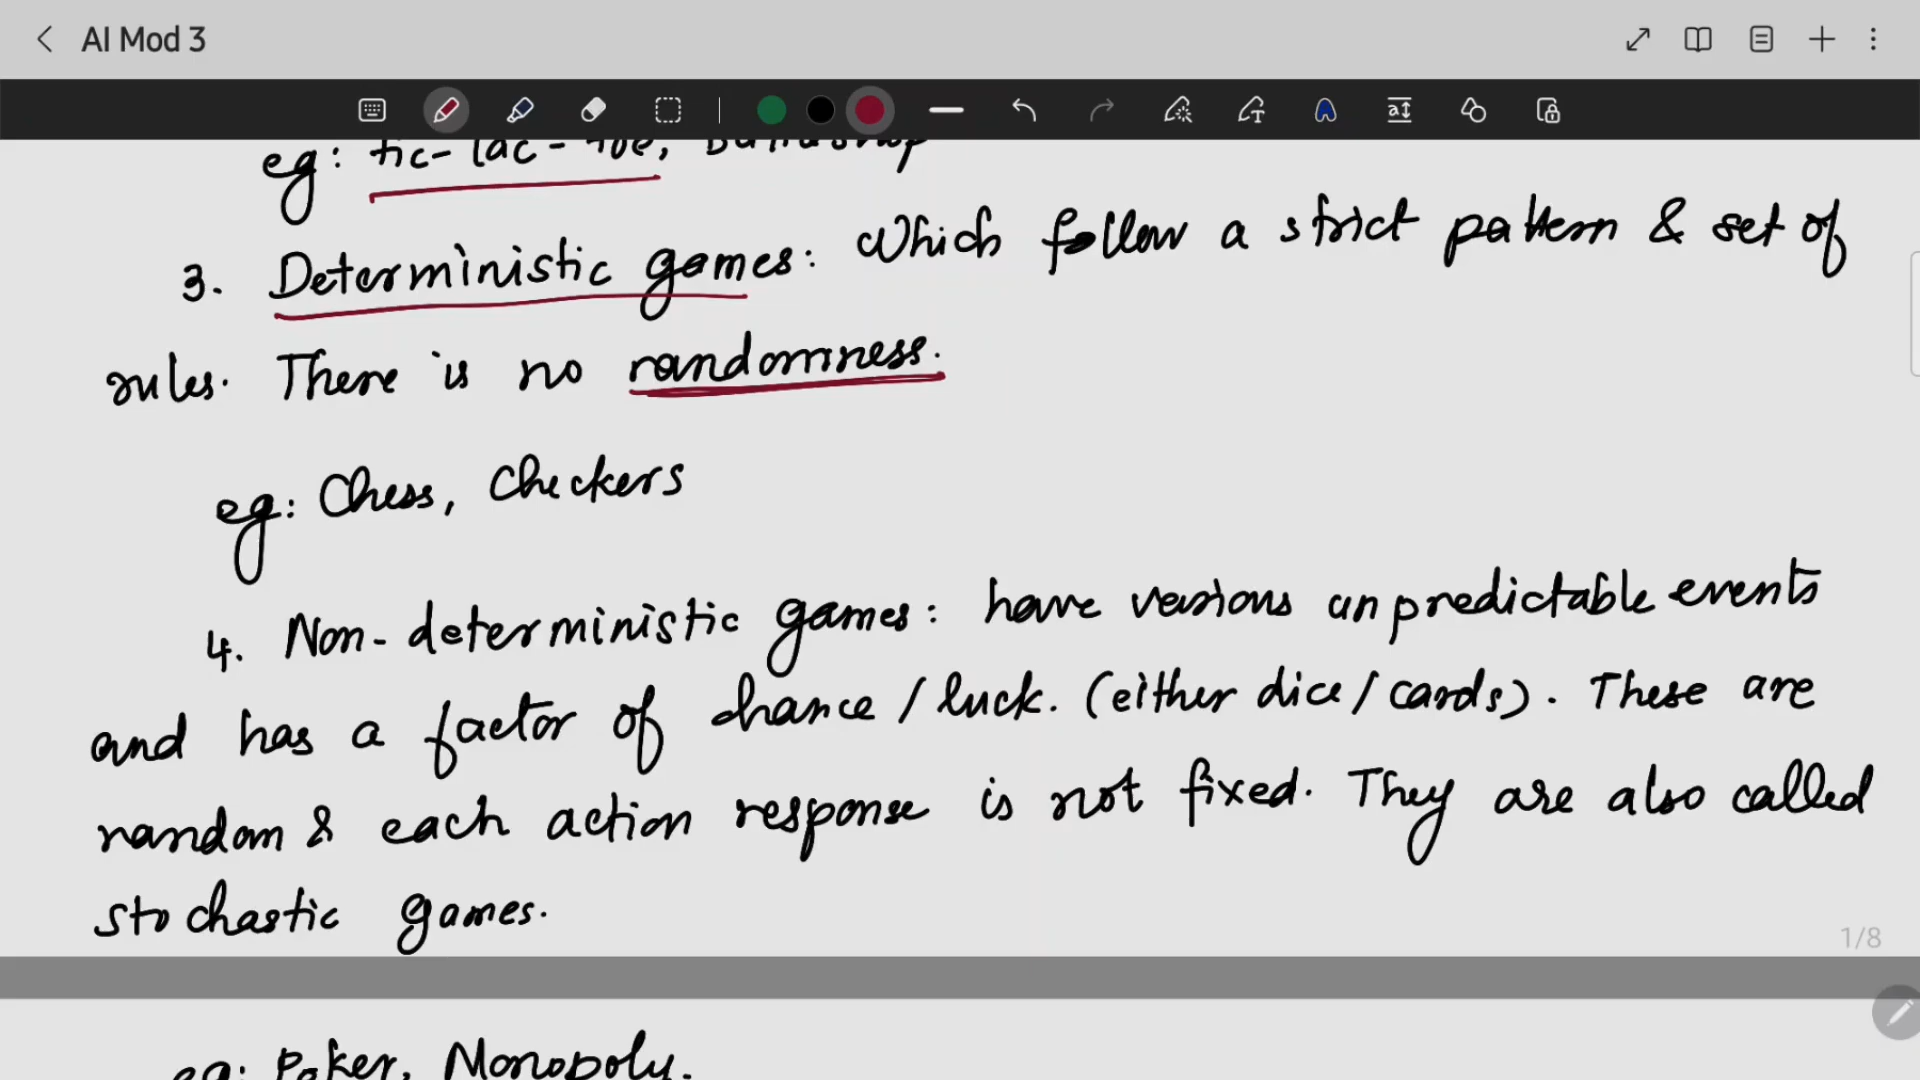 AI Mod 3
eg: tic-tac-toe,
3. Deterministic games: Which follow a strict pattern & set of
rules. There is no randomness.
eg: Chess, Checkers
4. Non-deterministic games: have various unpredictable events
and has a factor of chance/luck. (either dice/cards). These are
random & each action response is not fixed. They are also called
stochastic games.
1/8
eg: Poker, Monopoly.